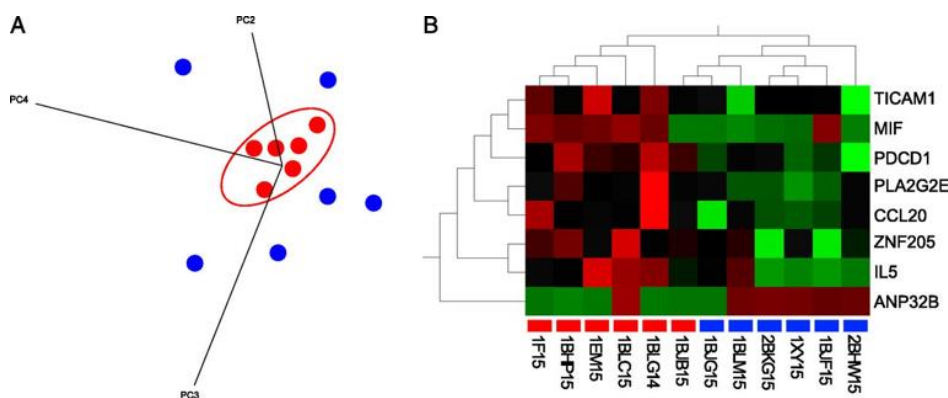 A
PC2
PC4
PC3
B
TICAM1
MIF
PDCD1
PLA2G2E
CCL20
ZNF205
IL5
ANP32B
1F15
1BHP15
1EM15
1BLC15
1BLG14
1BJB15
1BJG15
1BLM15
2BKG15
1XY15
1BJF15
2BHW15